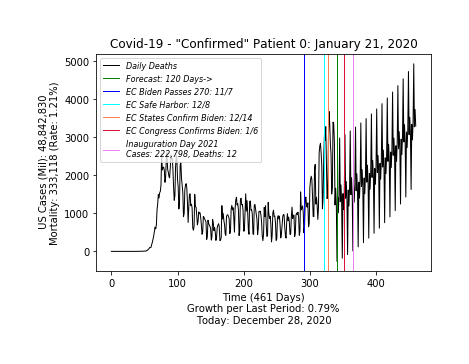 Covid-19 - "Confirmed" Patient 0: January 21, 2020
5000
4000
3000
2000
1000
0
US Cases (Mil): 48,842,830
Mortality: 333,118 (Rate: 1.21%)
Daily Deaths
Forecast: 120 Days->
EC Biden Passes 270: 11/7
EC Safe Harbor: 12/8
EC States Confirm Biden: 12/14
EC Congress Confirms Biden: 1/6
Inauguration Day 2021
Cases: 222,798, Deaths: 12
0 100 200 300 400
Time (461 Days)
Growth per Last Period: 0.79%
Today: December 28, 2020